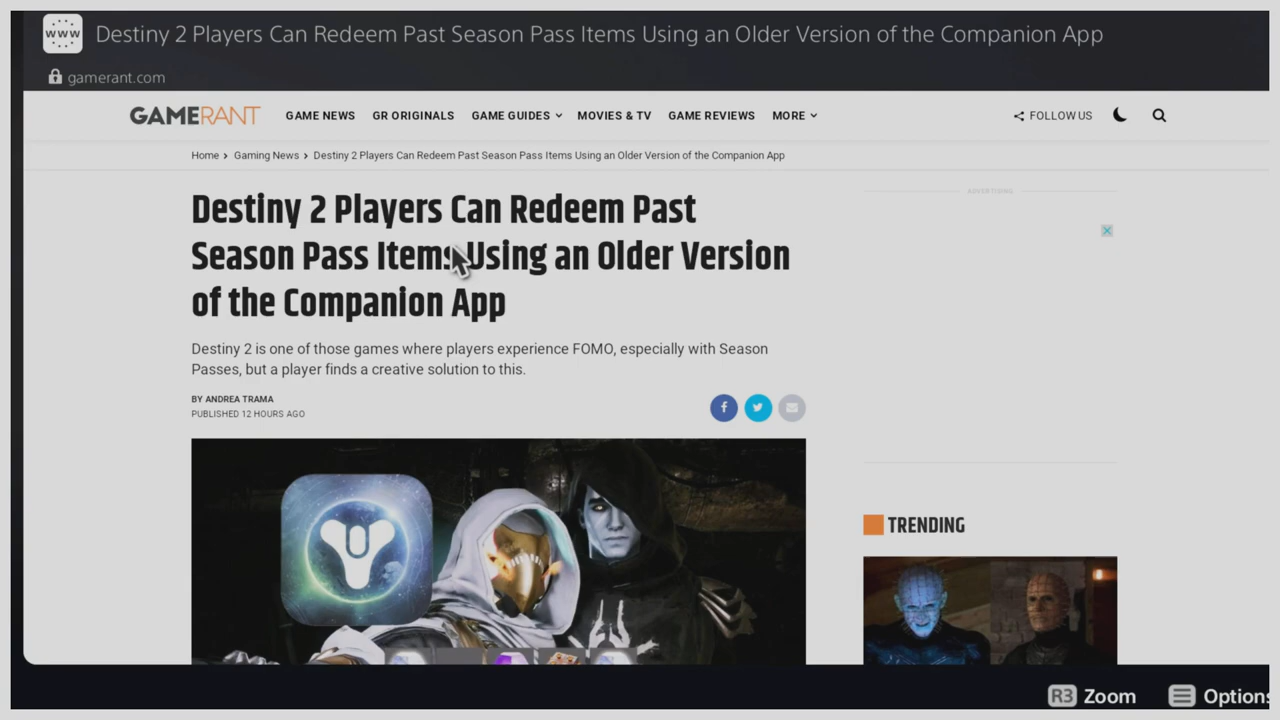 www
Destiny 2 Players Can Redeem Past Season Pass Items Using an Older Version of the Companion App
gamerant.com
GAMERANT
GAME NEWS
GR ORIGINALS
GAME GUIDES
MOVIES & TV
GAME REVIEWS
MORE
FOLLOW US
Home
Gaming News
Destiny 2 Players Can Redeem Past Season Pass Items Using an Older Version of the Companion App
Destiny 2 Players Can Redeem Past
Season Pass Items Using an Older Version
of the Companion App
Destiny 2 is one of those games where players experience FOMO, especially with Season
Passes, but a player finds a creative solution to this.
BY ANDREA TRAMA
PUBLISHED 12 HOURS AGO
ADVERTISING
TRENDING
R3 Zoom
Options